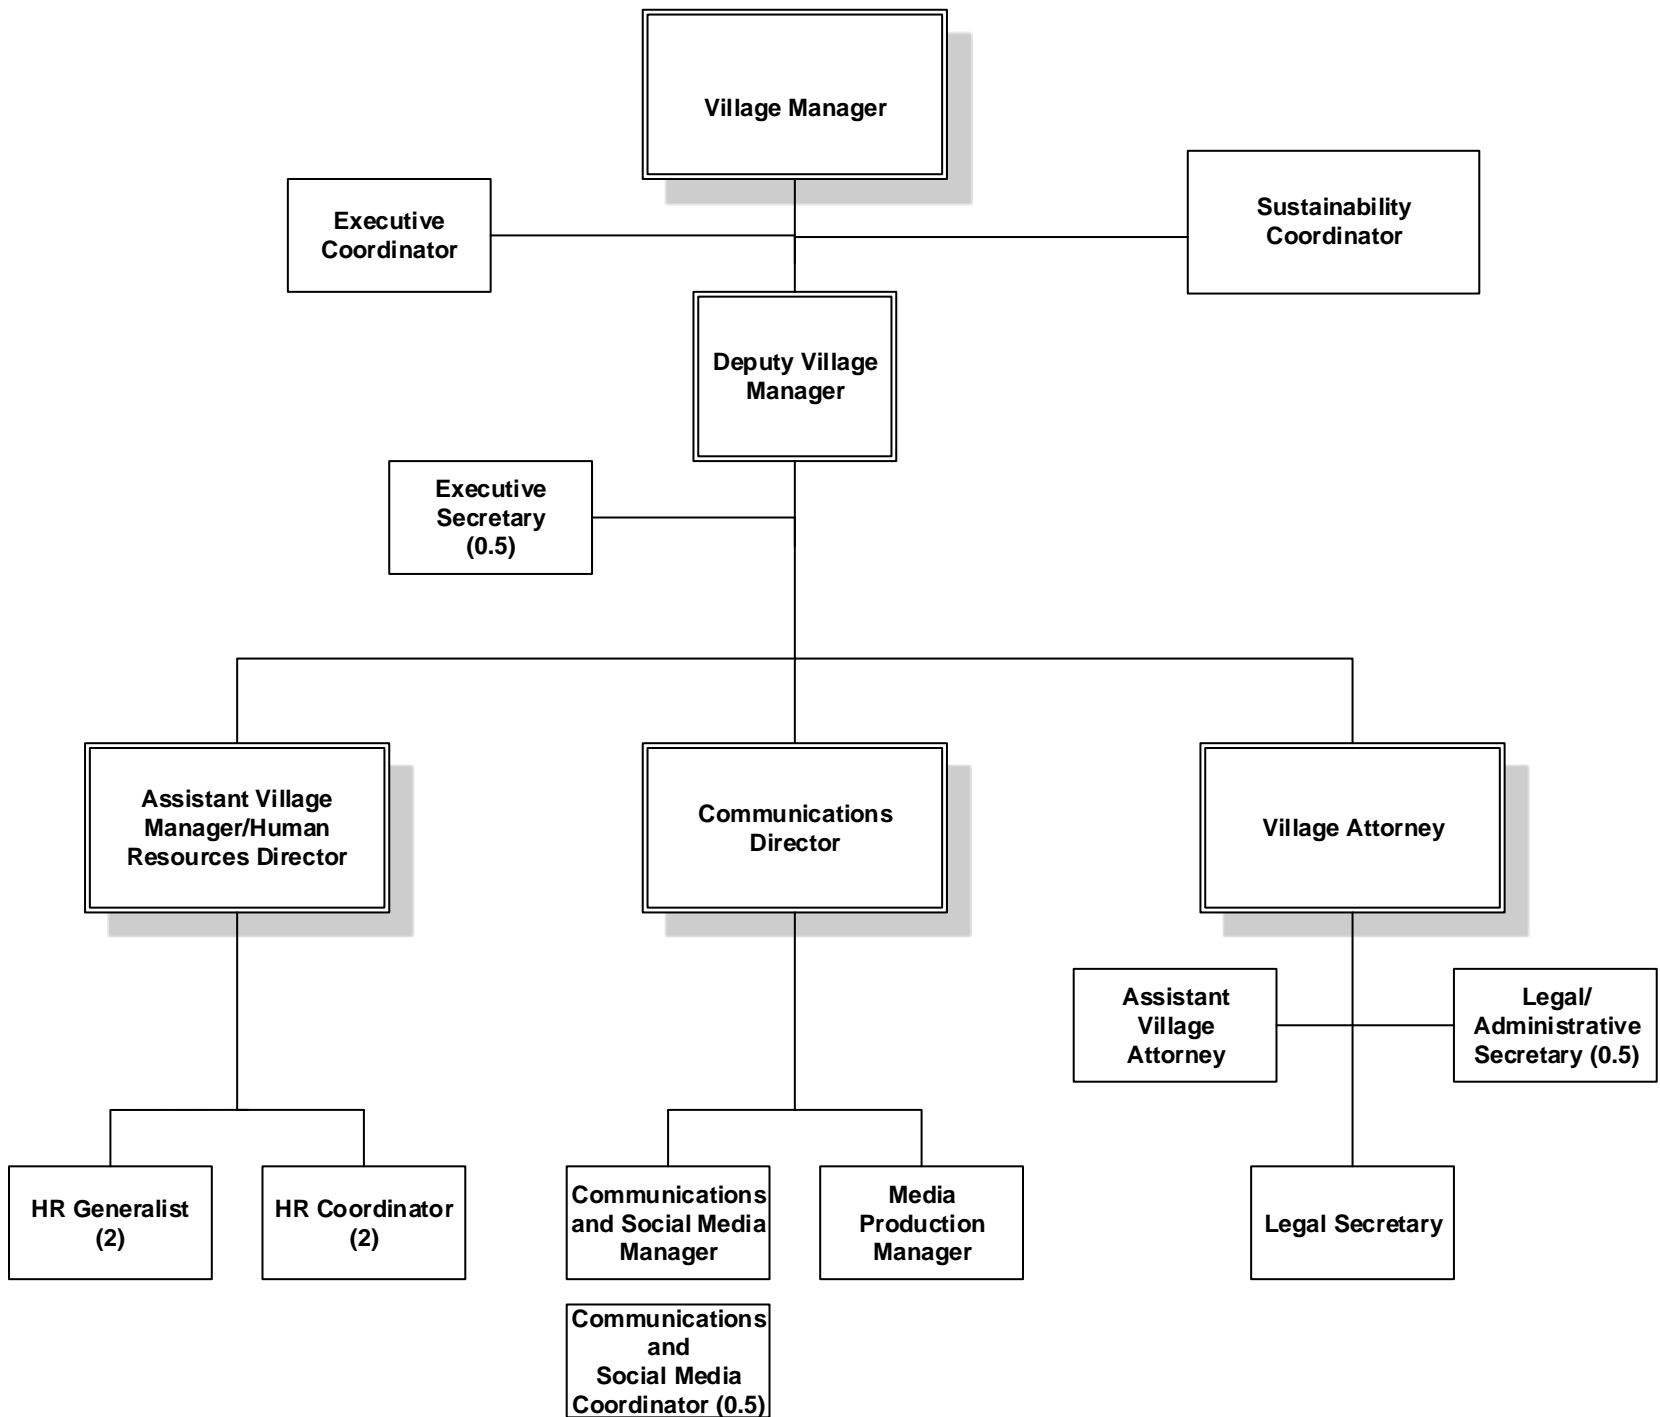 Village Manager
Executive
Coordinator
Sustainability
Coordinator
Deputy Village
Manager
Executive
Secretary
(0.5)
Assistant Village
Manager/Human
Resources Director
Communications
Director
Village Attorney
Assistant
Village
Attorney
Legal/
Administrative
Secretary (0.5)
HR Generalist
(2)
HR Coordinator
(2)
Communications
and Social Media
Manager
Media
Production
Manager
Legal Secretary
Communications
and
Social Media
Coordinator (0.5)